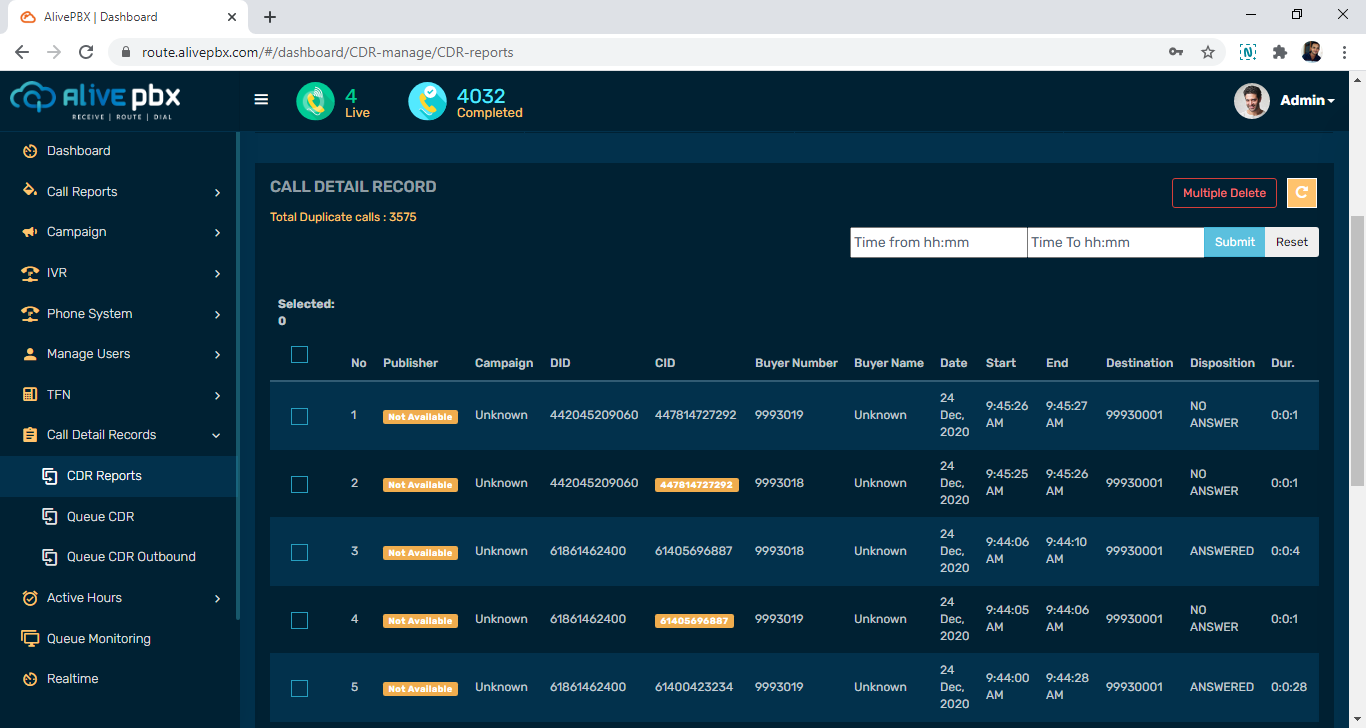 AlivePBX | Dashboard
route.alivepbx.com/#/dashboard/CDR-manage/CDR-reports
ALIVE pbx
RECEIVE | ROUTE | DIAL
4
Live
4032
Completed
Admin
Dashboard
Call Reports
Campaign
IVR
Phone System
Manage Users
TFN
Call Detail Records
CDR Reports
Queue CDR
Queue CDR Outbound
Active Hours
Queue Monitoring
Realtime
CALL DETAIL RECORD
Total Duplicate calls : 3575
Multiple Delete
Time from hh:mm Time To hh:mm Submit Reset
Selected:
0
No Publisher Campaign DID CID Buyer Number Buyer Name Date Start End Destination Disposition Dur.
1 Not Available Unknown 442045209060 447814727292 9993019 Unknown 24 Dec, 2020 9:45:26 AM 9:45:27 AM 99930001 NO ANSWER 0:0:1
2 Not Available Unknown 442045209060 447814727292 9993018 Unknown 24 Dec, 2020 9:45:25 AM 9:45:26 AM 99930001 NO ANSWER 0:0:1
3 Not Available Unknown 61861462400 61405696887 9993018 Unknown 24 Dec, 2020 9:44:06 AM 9:44:10 AM 99930001 ANSWERED 0:0:4
4 Not Available Unknown 61861462400 61405696887 9993019 Unknown 24 Dec, 2020 9:44:05 AM 9:44:06 AM 99930001 NO ANSWER 0:0:1
5 Not Available Unknown 61861462400 61400423234 9993019 Unknown 24 Dec, 2020 9:44:00 AM 9:44:28 AM 99930001 ANSWERED 0:0:28